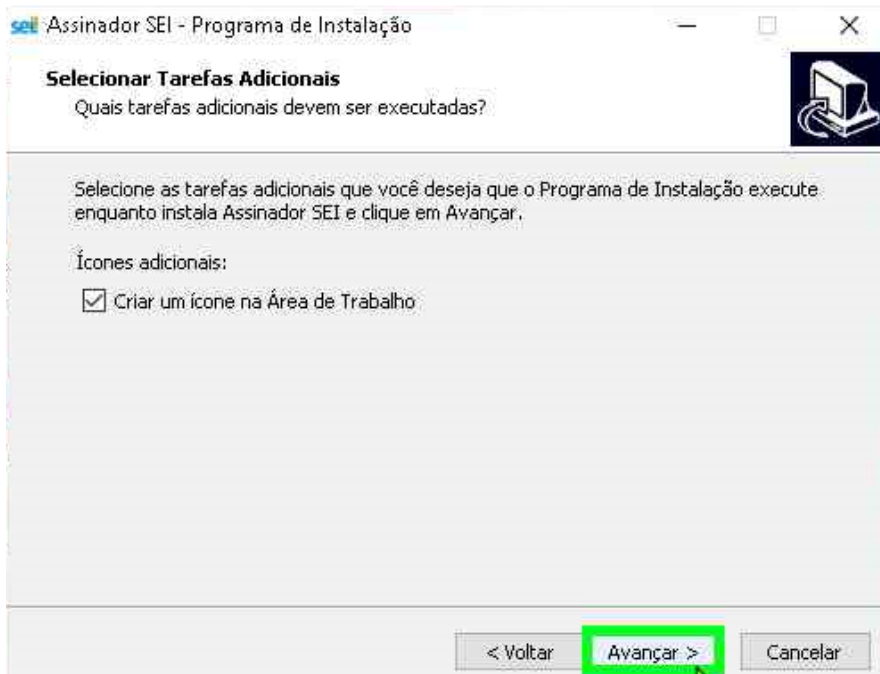 sei! Assinador SEI - Programa de Instalação
Selecionar Tarefas Adicionais
Quais tarefas adicionais devem ser executadas?
Selecione as tarefas adicionais que você deseja que o Programa de Instalação execute
enquanto instala Assinador SEI e clique em Avançar.
Ícones adicionais:
Criar um ícone na Área de Trabalho
< Voltar Avançar > Cancelar